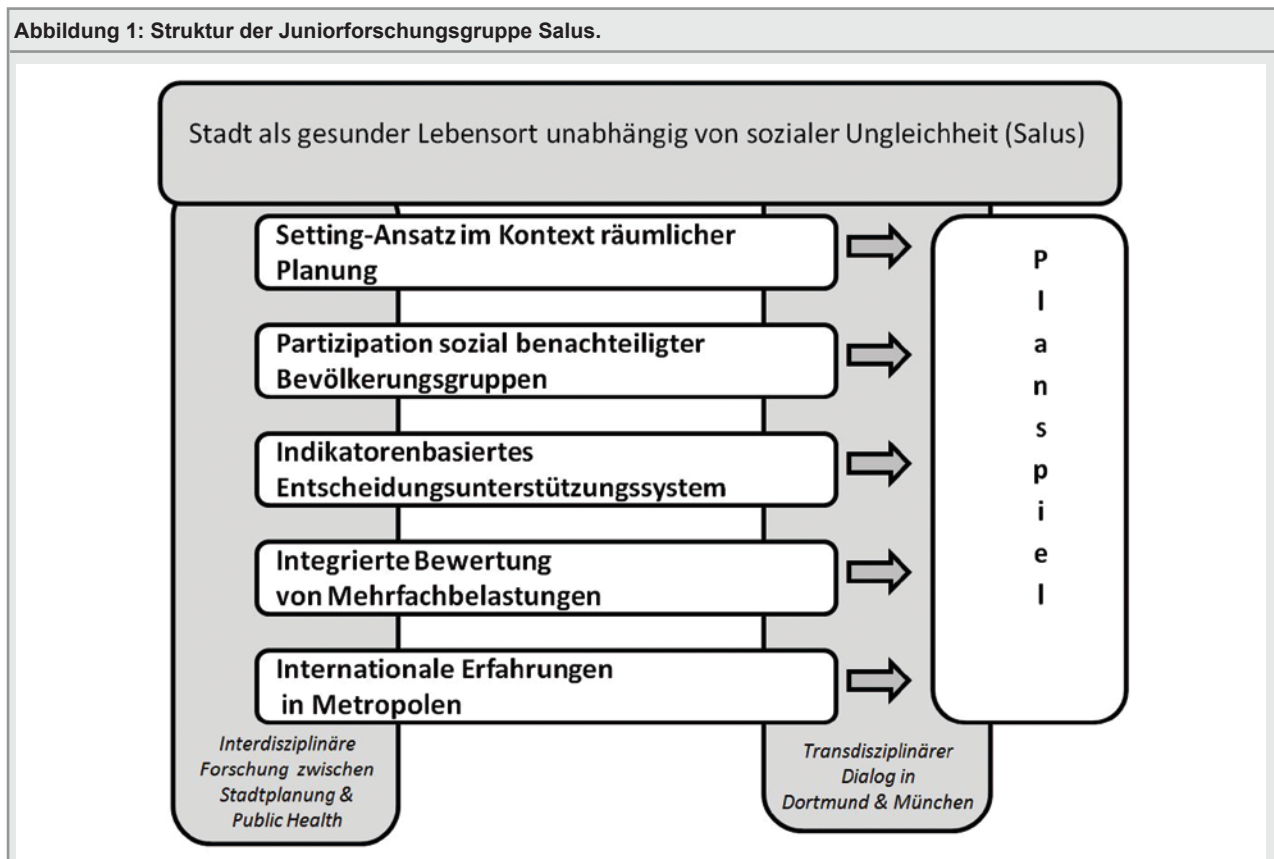 Abbildung 1: Struktur der Juniorforschungsgruppe Salus.
Stadt als gesunder Lebensort unabhängig von sozialer Ungleichheit (Salus)
Setting-Ansatz im Kontext räumlicher
Planung
Partizipation sozial benachteiligter
Bevölkerungsgruppen
Indikatorenbasiertes
Entscheidungsunterstützungssystem
Integrierte Bewertung
von Mehrfachbelastungen
Internationale Erfahrungen
in Metropolen
Planspiel
Interdisziplinäre
Forschung zwischen
Stadtplanung &
Public Health
Transdisziplinärer
Dialog in
Dortmund & München